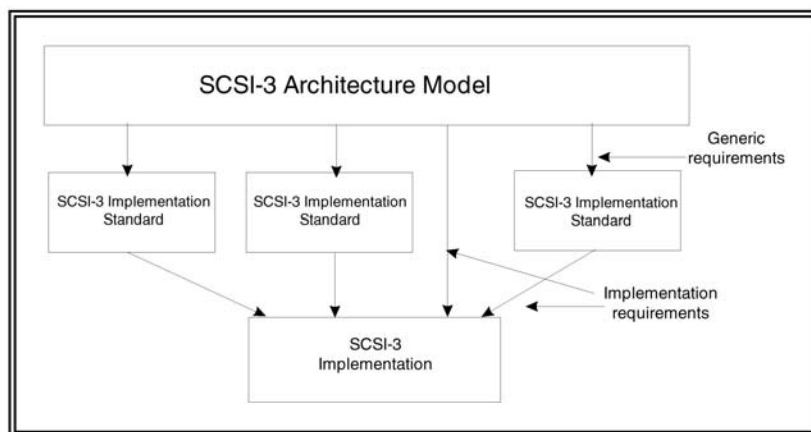 SCSI-3 Architecture Model
Generic
requirements
SCSI-3 Implementation
Standard
SCSI-3 Implementation
Standard
SCSI-3 Implementation
Standard
Implementation
requirements
SCSI-3
Implementation